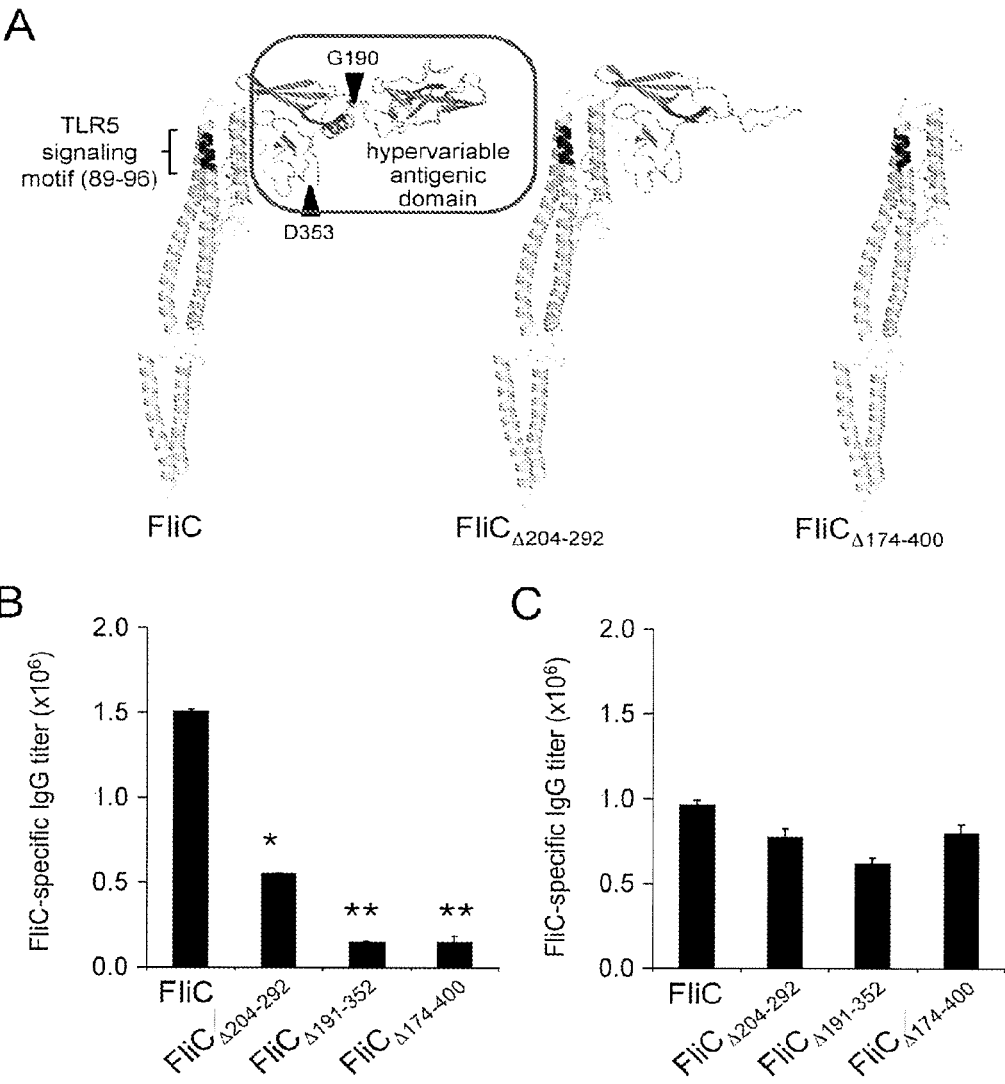 A
G190
TLR5
signaling
motif (89-96)
hypervariable
antigenic
domain
D353
FliC
FliCΔ204-292
FliCΔ174-400
B
FliC-specific IgG titer (x10⁶)
2.0
1.5
1.0
0.5
0.0
*
**
**
FliC
FliCΔ204-292
FliCΔ191-352
FliCΔ174-400
C
FliC-specific IgG titer (x10⁶)
2.0
1.5
1.0
0.5
0.0
FliC
FliCΔ204-292
FliCΔ191-352
FliCΔ174-400